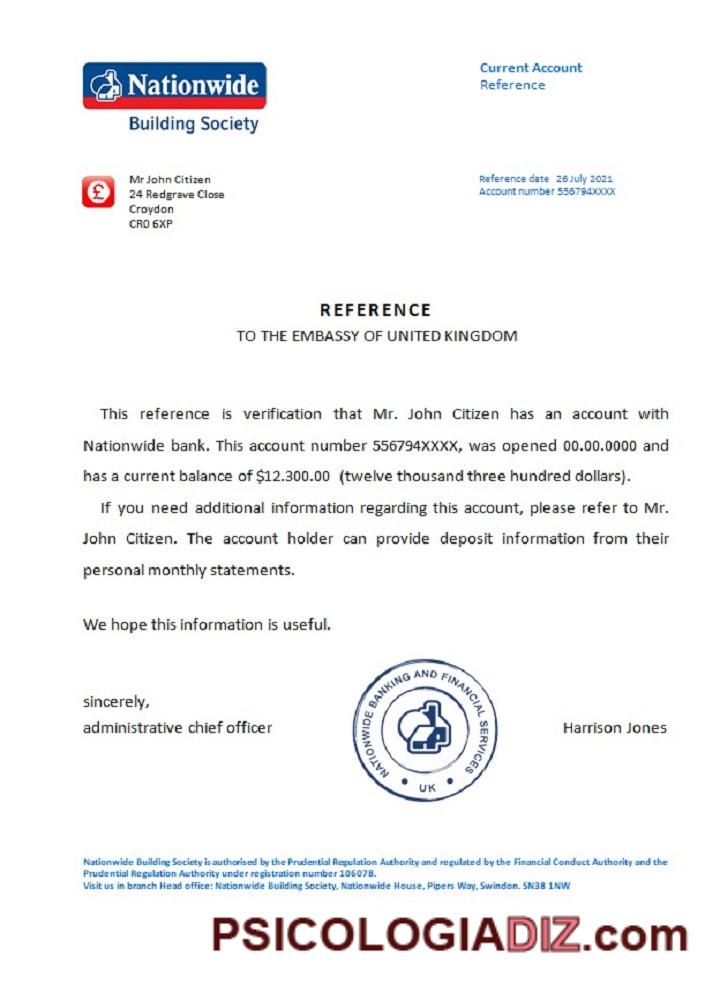 Nationwide
Building Society
Current Account
Reference
£
Mr John Citizen
24 Redgrave Close
Croydon
CR0 6XP
Reference date 26 July 2021
Account number 556794XXXX
REFERENCE
TO THE EMBASSY OF UNITED KINGDOM
This reference is verification that Mr. John Citizen has an account with
Nationwide bank. This account number 556794XXXX, was opened 00.00.0000 and
has a current balance of $12.300.00 (twelve thousand three hundred dollars).
If you need additional information regarding this account, please refer to Mr.
John Citizen. The account holder can provide deposit information from their
personal monthly statements.
We hope this information is useful.
sincerely,
administrative chief officer
NATIONWIDE BANKING AND FINANCIAL SERVICES
• UK •
Harrison Jones
Nationwide Building Society is authorised by the Prudential Regulation Authority and regulated by the Financial Conduct Authority and the
Prudential Regulation Authority under registration number 106078.
Visit us in branch Head office: Nationwide Building Society, Nationwide House, Pipers Way, Swindon. SN38 1NW
PSICOLOGIADIZ.com